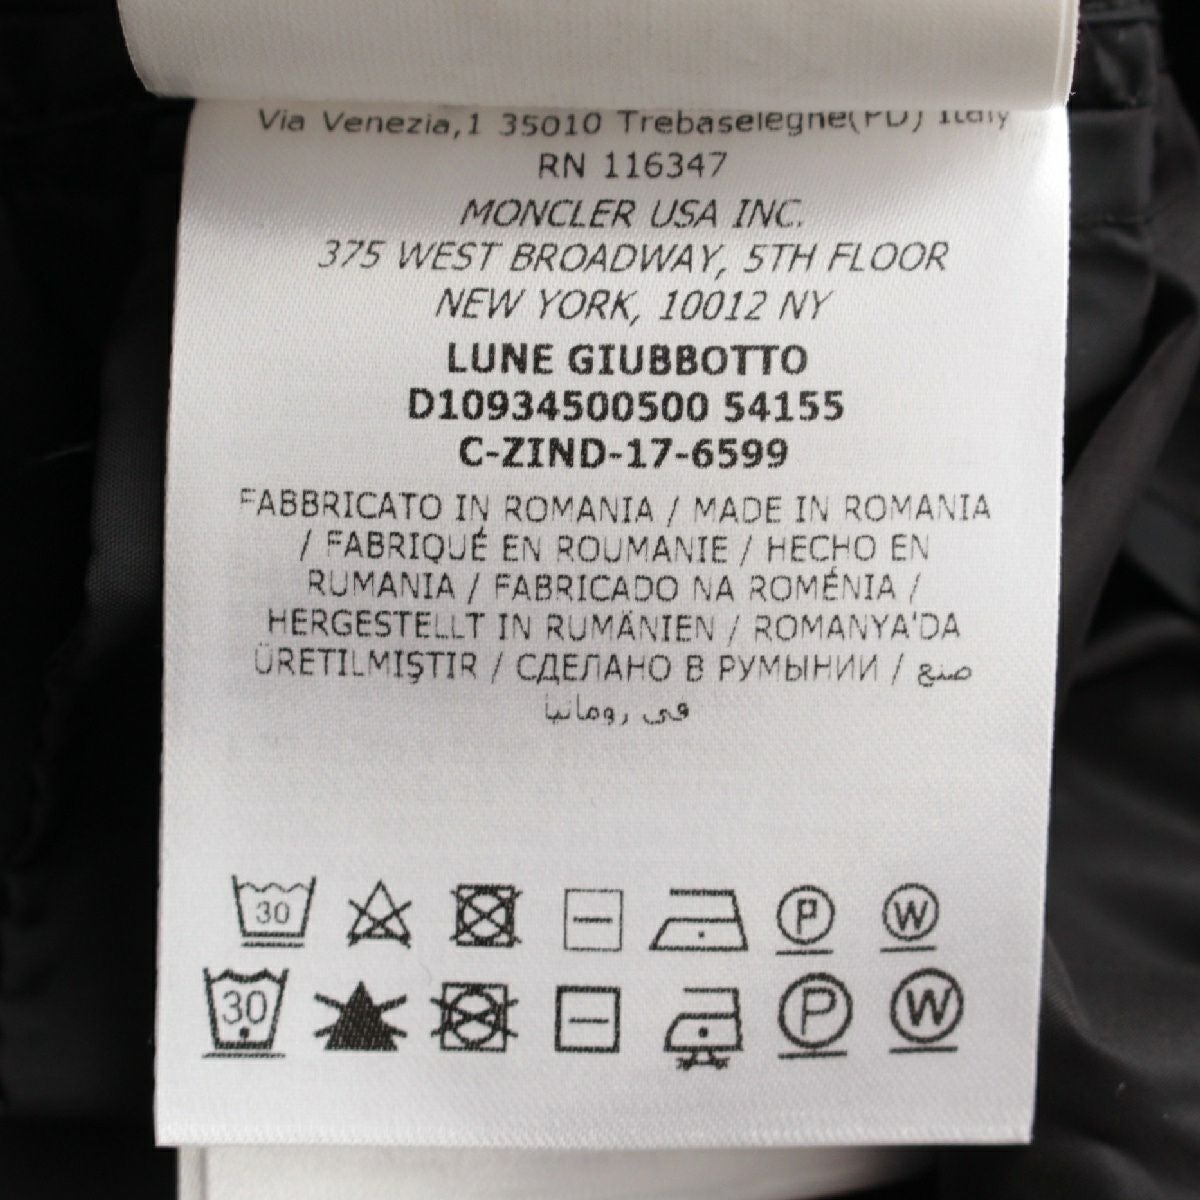 Via Venezia,1 35010 Trebaselegne(PD) Italy
RN 116347
MONCLER USA INC.
375 WEST BROADWAY, 5TH FLOOR
NEW YORK, 10012 NY
LUNE GIUBBOTTO
D10934500500 54155
C-ZIND-17-6599
FABBRICATO IN ROMANIA / MADE IN ROMANIA
/ FABRIQUÉ EN ROUMANIE / HECHO EN
RUMANIA / FABRICADO NA ROMÉNIA /
HERGESTELLT IN RUMÄNIEN / ROMANYA'DA
ÜRETILMIŞTIR / СДЕЛАНО В РУМЫНИИ / صنع
في رومانيا
30 P W
30 P W